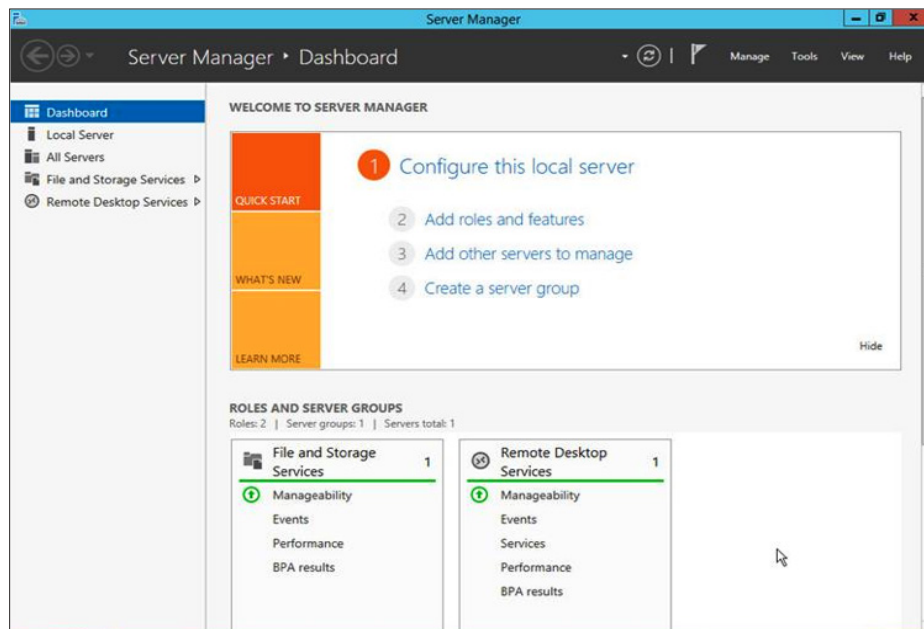 Server Manager
Server Manager ‣ Dashboard
Manage Tools View Help
Dashboard
Local Server
All Servers
File and Storage Services
Remote Desktop Services
WELCOME TO SERVER MANAGER
QUICK START
WHAT'S NEW
LEARN MORE
1 Configure this local server
2 Add roles and features
3 Add other servers to manage
4 Create a server group
Hide
ROLES AND SERVER GROUPS
Roles: 2 | Server groups: 1 | Servers total: 1
File and Storage
Services
1
Manageability
Events
Performance
BPA results
Remote Desktop
Services
1
Manageability
Events
Services
Performance
BPA results